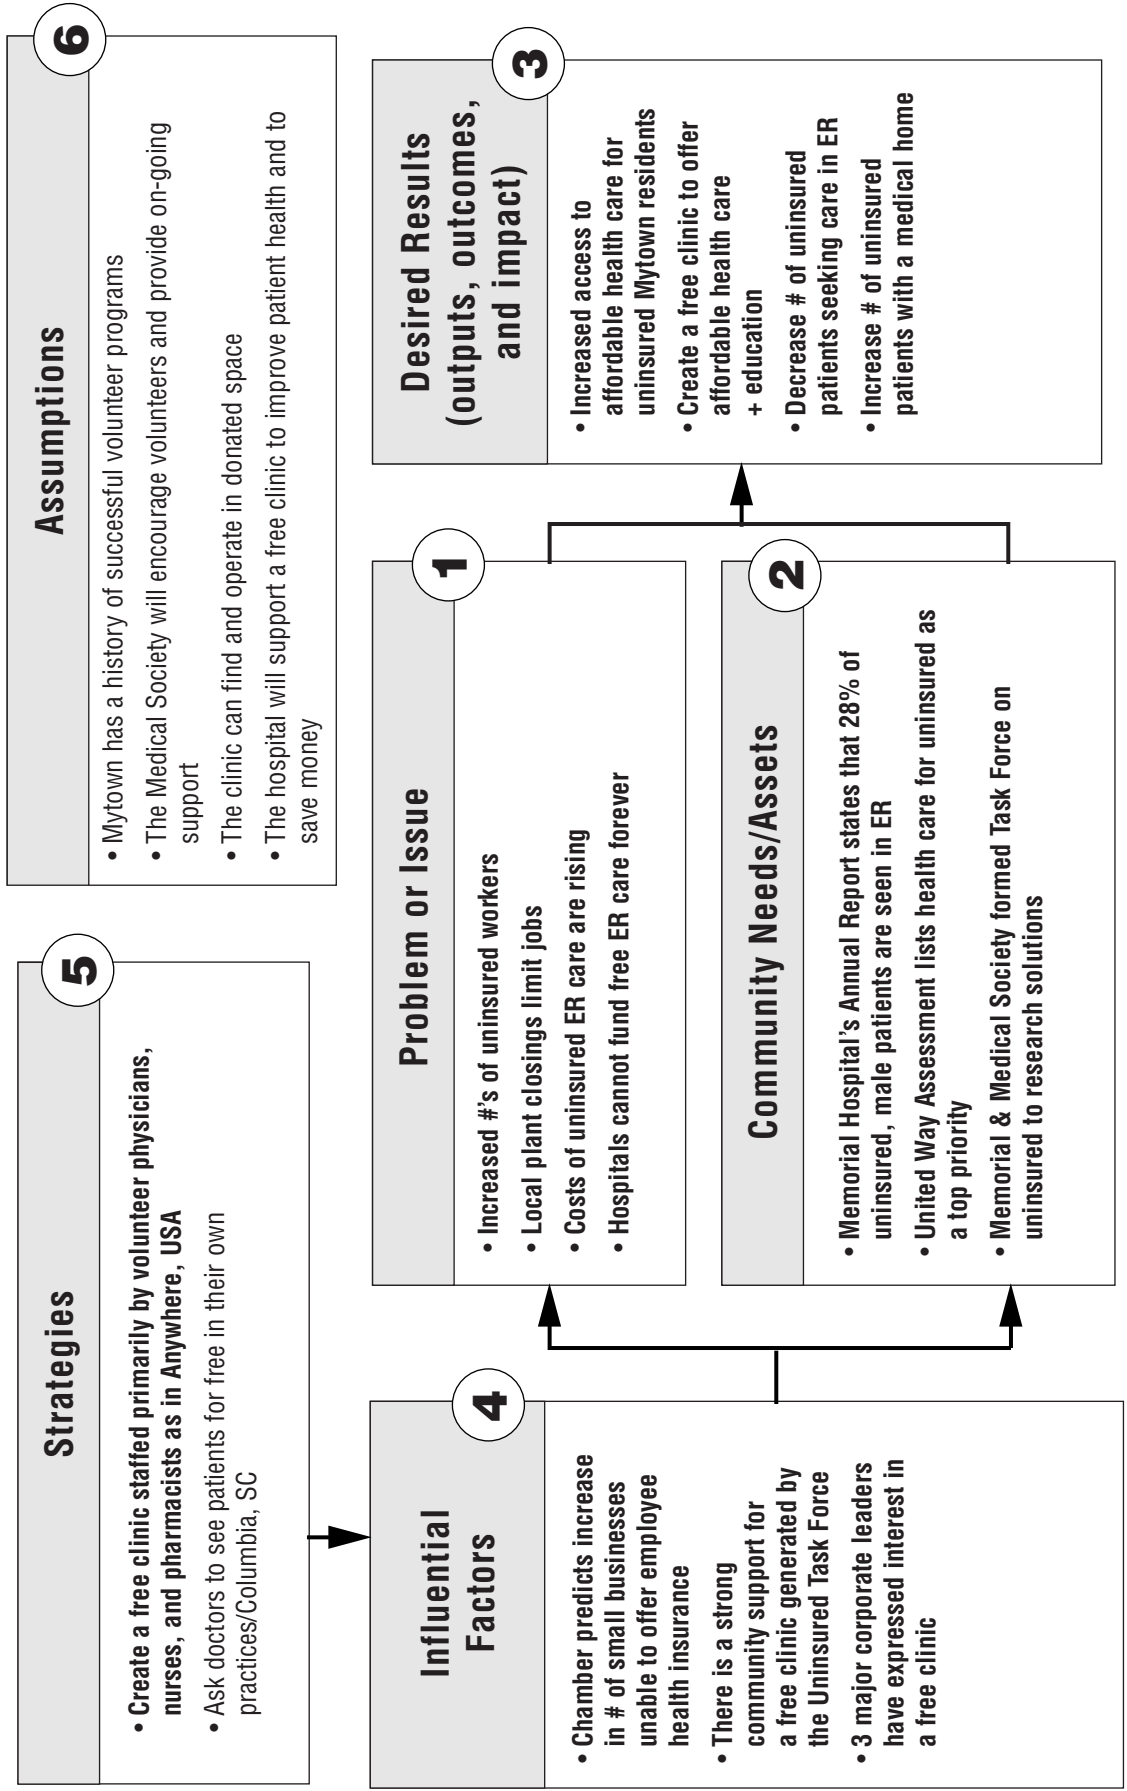 Strategies
5
• Create a free clinic staffed primarily by volunteer physicians,
nurses, and pharmacists as in Anywhere, USA
• Ask doctors to see patients for free in their own
practices/Columbia, SC
Assumptions
6
• Mytown has a history of successful volunteer programs
• The Medical Society will encourage volunteers and provide on-going
support
• The clinic can find and operate in donated space
• The hospital will support a free clinic to improve patient health and to
save money
Influential
Factors
4
• Chamber predicts increase
in # of small businesses
unable to offer employee
health insurance
• There is a strong
community support for
a free clinic generated by
the Uninsured Task Force
• 3 major corporate leaders
have expressed interest in
a free clinic
Problem or Issue
1
• Increased #'s of uninsured workers
• Local plant closings limit jobs
• Costs of uninsured ER care are rising
• Hospitals cannot fund free ER care forever
Community Needs/Assets
2
• Memorial Hospital's Annual Report states that 28% of
uninsured, male patients are seen in ER
• United Way Assessment lists health care for uninsured as
a top priority
• Memorial & Medical Society formed Task Force on
uninsured to research solutions
Desired Results
(outputs, outcomes,
and impact)
3
• Increased access to
affordable health care for
uninsured Mytown residents
• Create a free clinic to offer
affordable health care
+ education
• Decrease # of uninsured
patients seeking care in ER
• Increase # of uninsured
patients with a medical home